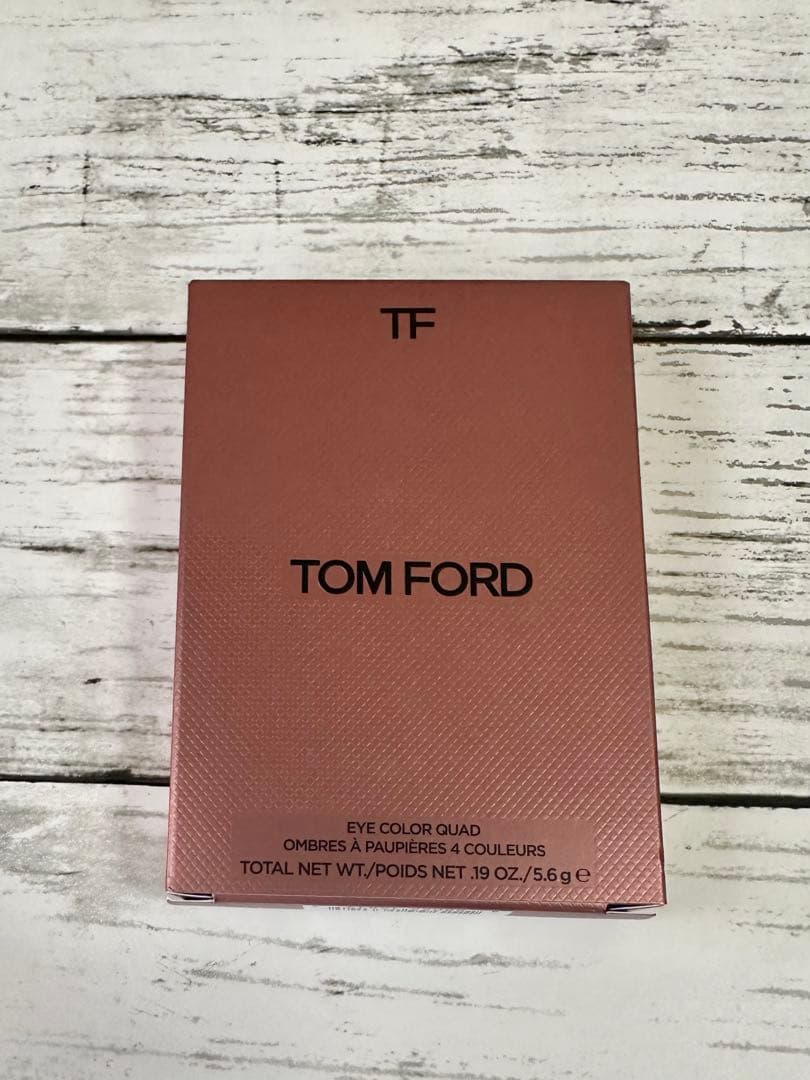 TF
TOM FORD
EYE COLOR QUAD
OMBRES À PAUPIÈRES 4 COULEURS
TOTAL NET WT./POIDS NET .19 OZ./5.6 g ℮